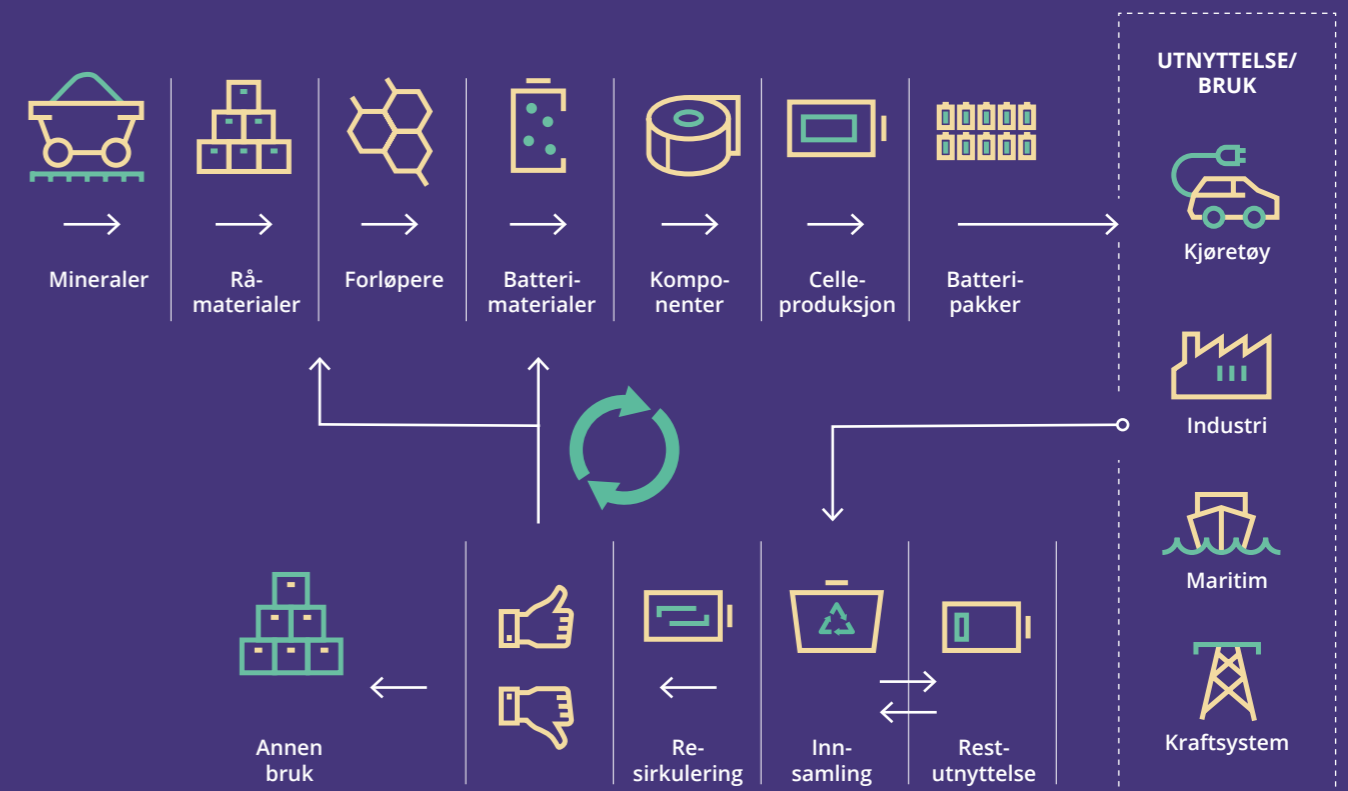 UTNYTTELSE/
BRUK
Mineraler
Rå-
materialer
Forløpere
Batteri-
materialer
Kompo-
nenter
Celle-
produksjon
Batteri-
pakker
Kjøretøy
Industri
Maritim
Kraftsystem
Annen
bruk
Re-
sirkulering
Inn-
samling
Rest-
utnyttelse